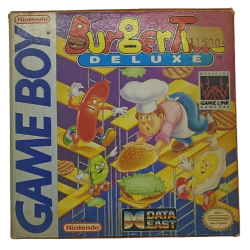 Nintendo
GAME BOY
BurgerTime
DELUXE
GAME LINK
DATA
EAST
Nintendo